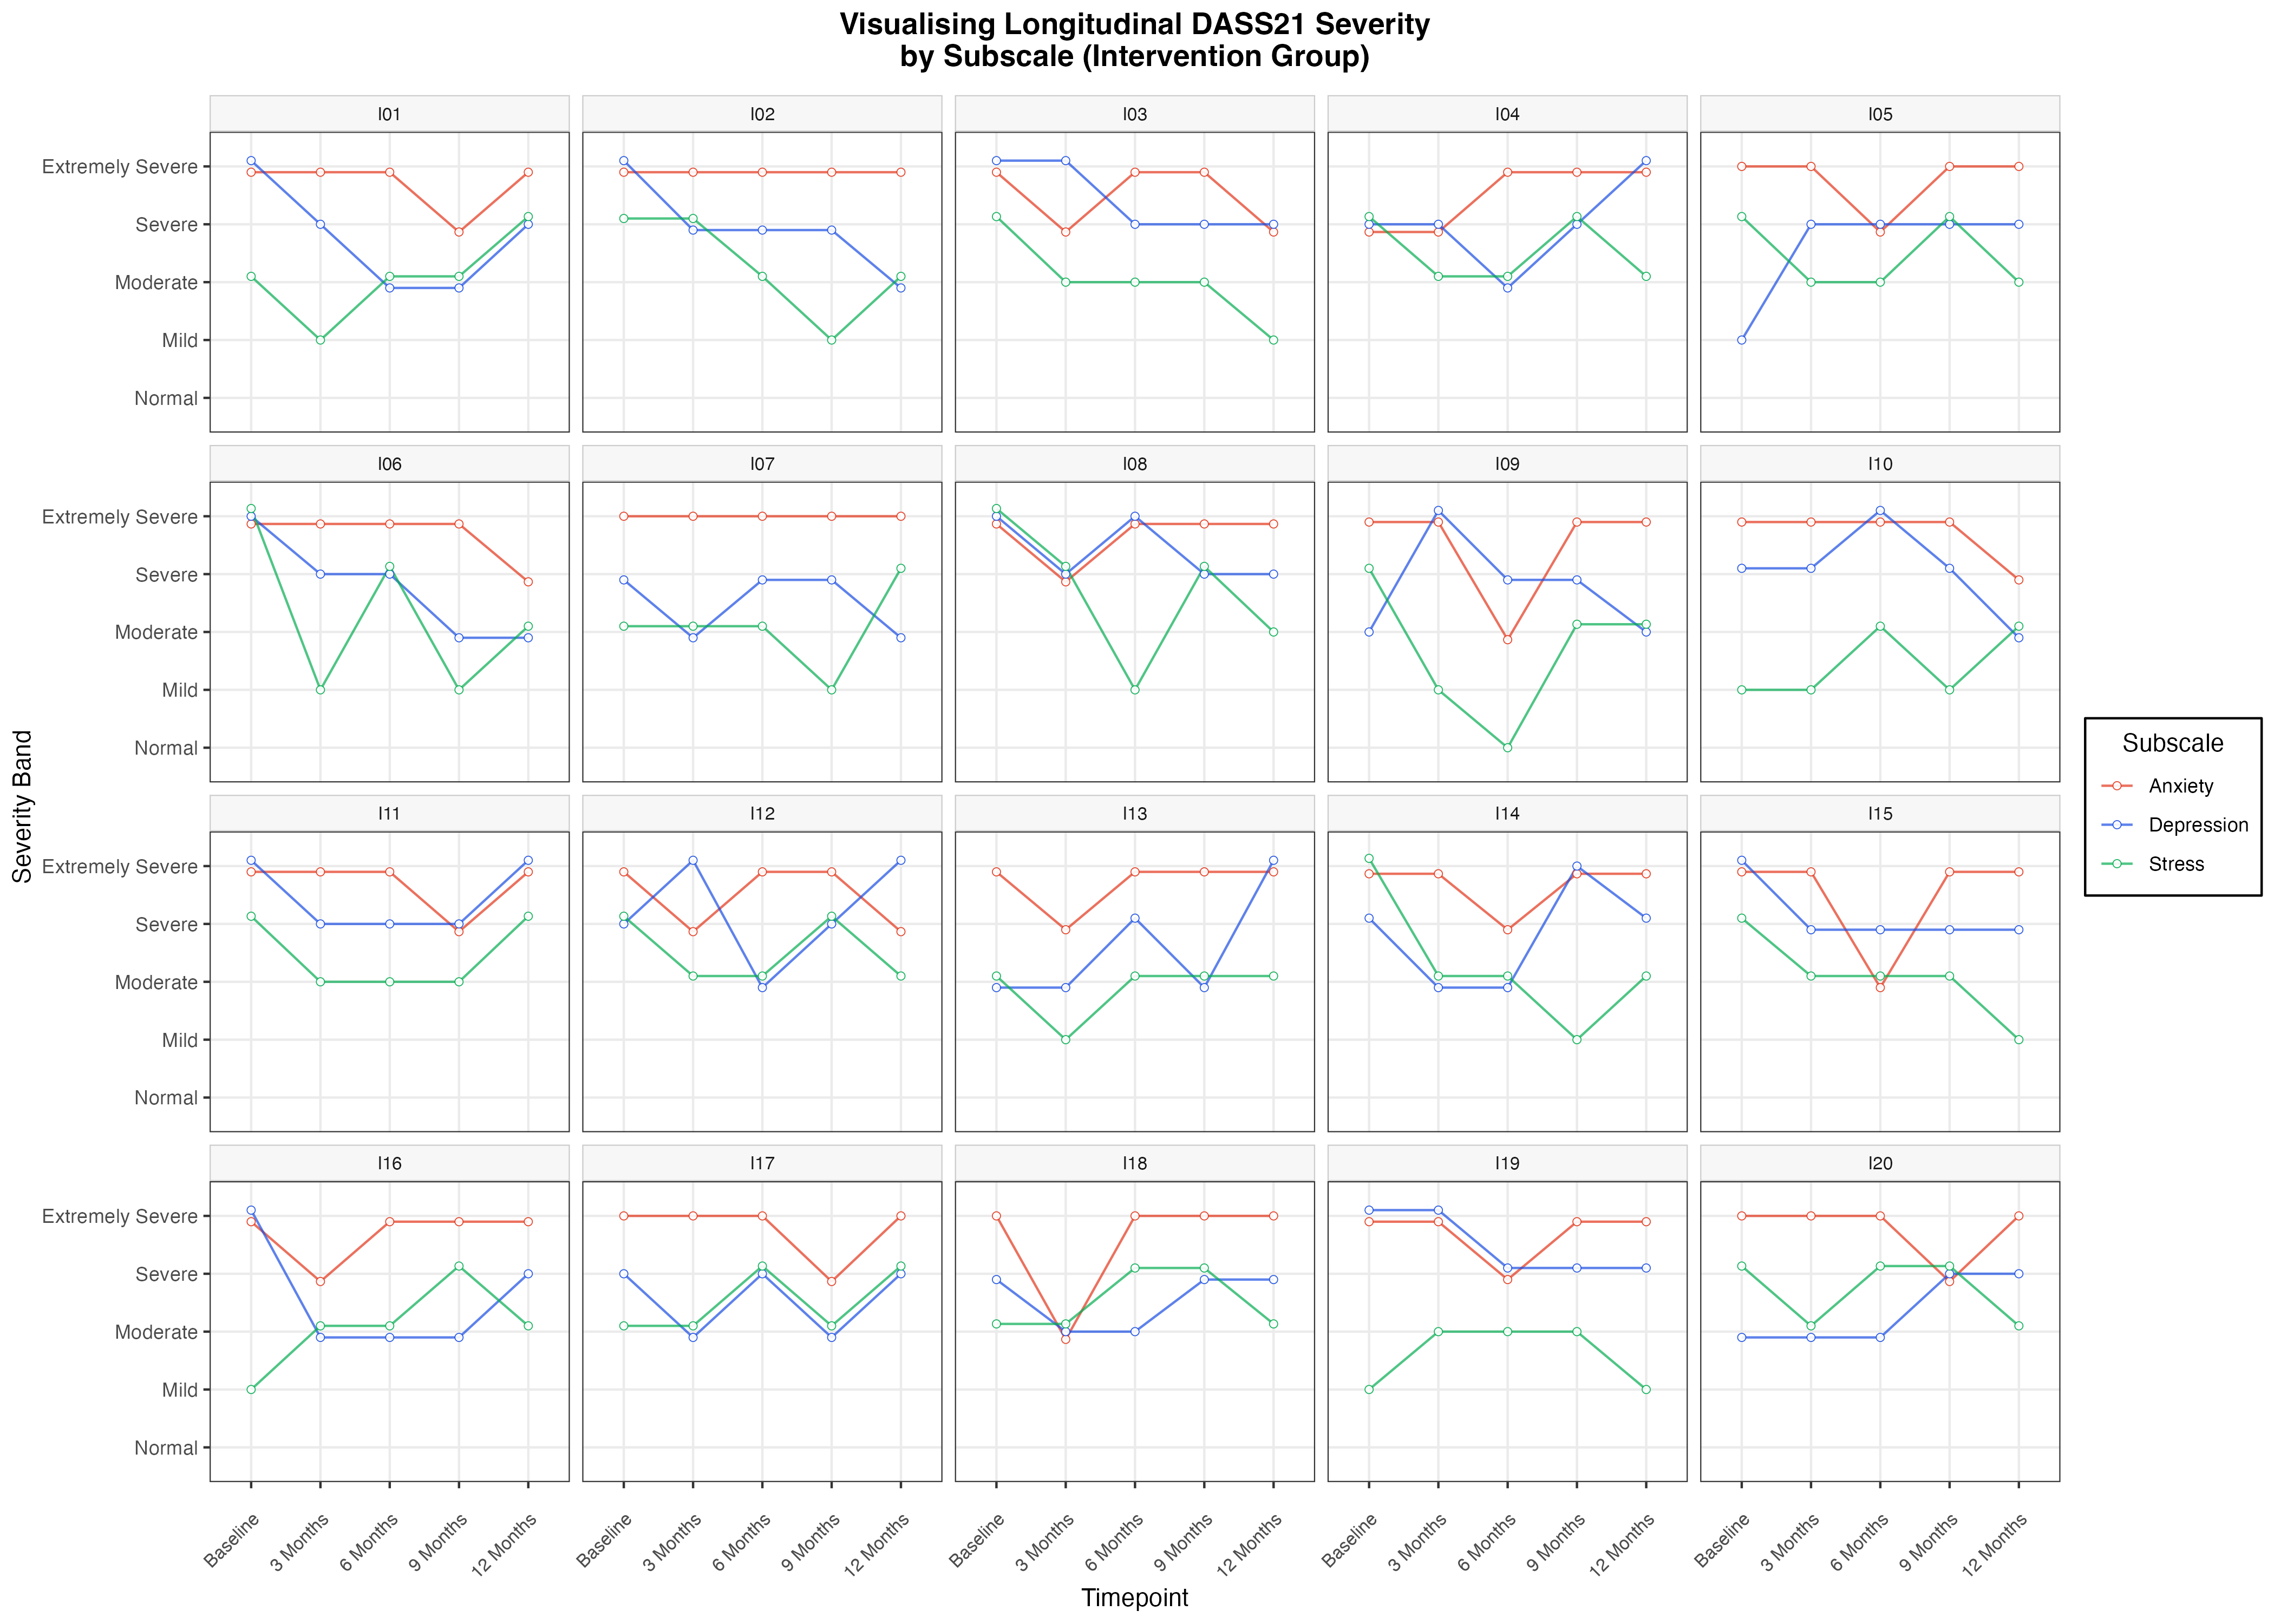 Visualising Longitudinal DASS21 Severity
by Subscale (Intervention Group)
I01
I02
I03
I04
I05
Extremely Severe
Severe
Moderate
Mild
Normal
I06
I07
I08
I09
I10
Extremely Severe
Severe
Moderate
Mild
Normal
I11
I12
I13
I14
I15
Extremely Severe
Severe
Moderate
Mild
Normal
I16
I17
I18
I19
I20
Extremely Severe
Severe
Moderate
Mild
Normal
Severity Band
Baseline
3 Months
6 Months
9 Months
12 Months
Baseline
3 Months
6 Months
9 Months
12 Months
Baseline
3 Months
6 Months
9 Months
12 Months
Baseline
3 Months
6 Months
9 Months
12 Months
Baseline
3 Months
6 Months
9 Months
12 Months
Timepoint
Subscale
Anxiety
Depression
Stress